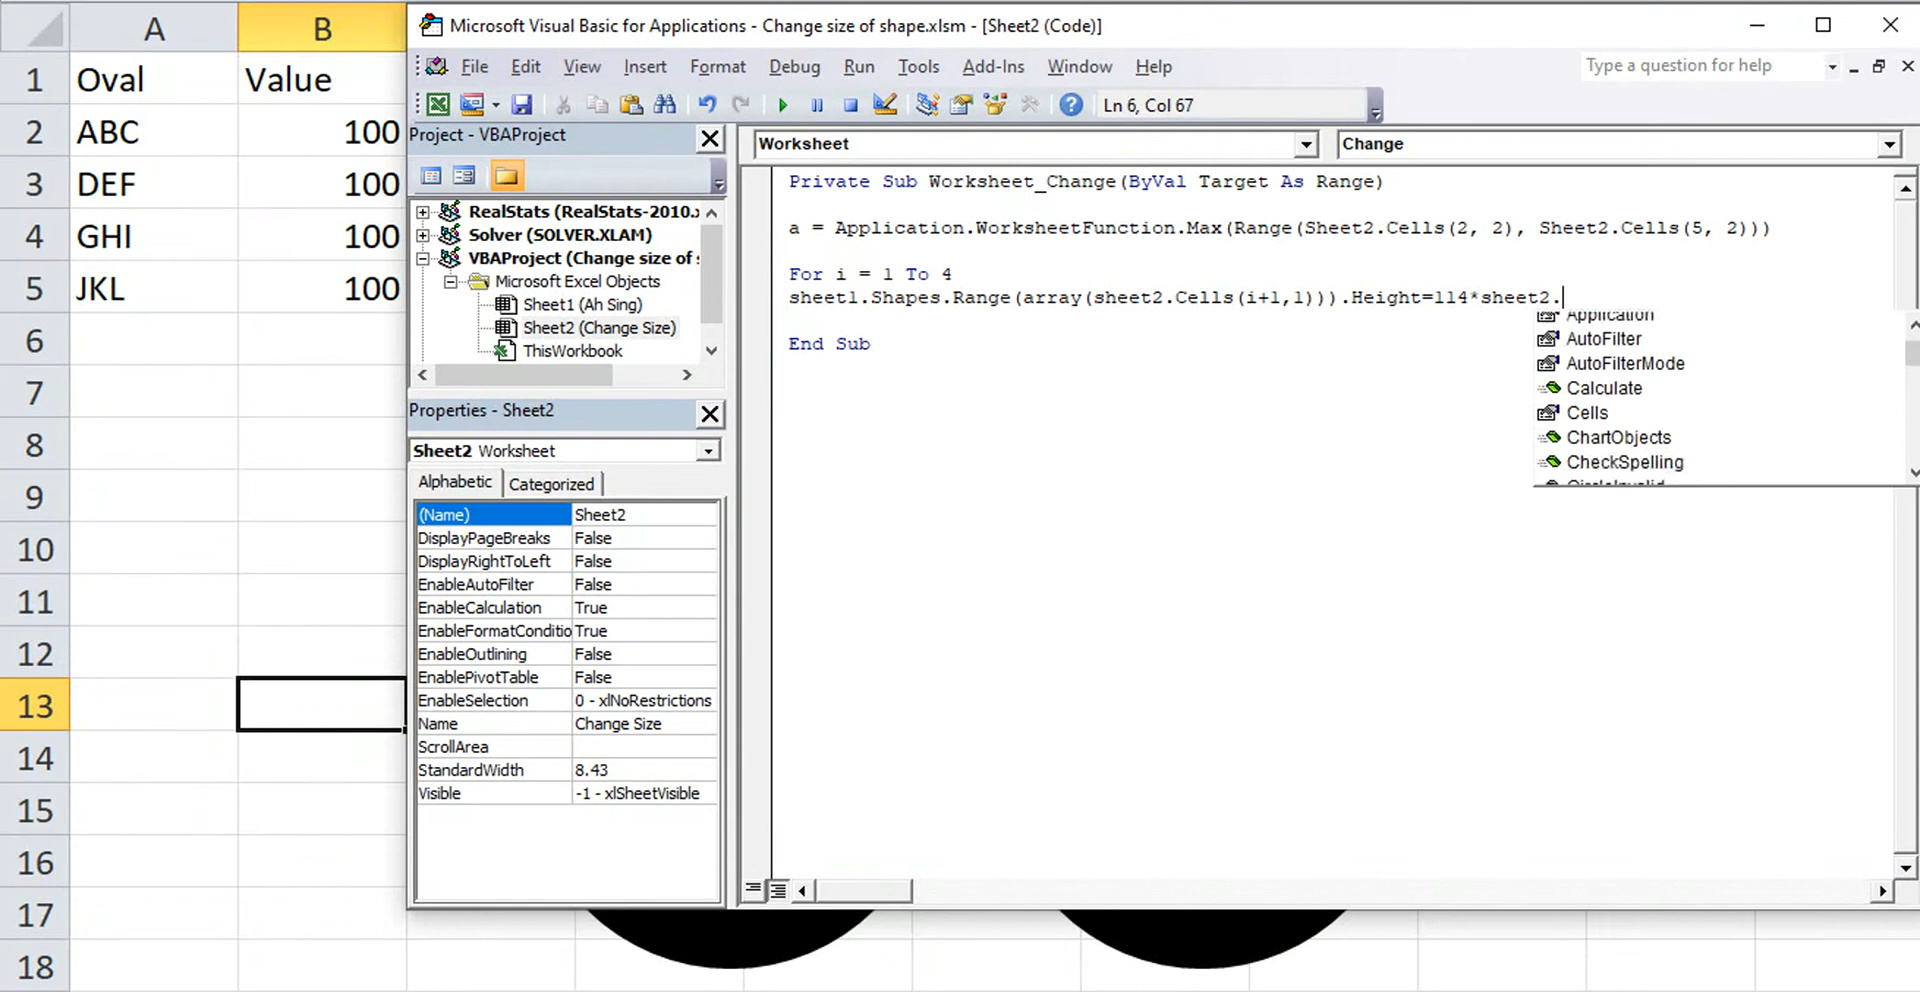 A B
1 Oval Value
2 ABC 100
3 DEF 100
4 GHI 100
5 JKL 100
6
7
8
9
10
11
12
13
14
15
16
17
18
Microsoft Visual Basic for Applications - Change size of shape.xlsm - [Sheet2 (Code)]
File Edit View Insert Format Debug Run Tools Add-Ins Window Help
Type a question for help
Ln 6, Col 67
Project - VBAProject
RealStats (RealStats-2010.x
Solver (SOLVER.XLAM)
VBAProject (Change size of s
Microsoft Excel Objects
Sheet1 (Ah Sing)
Sheet2 (Change Size)
ThisWorkbook
Properties - Sheet2
Sheet2 Worksheet
Alphabetic Categorized
(Name) Sheet2
DisplayPageBreaks False
DisplayRightToLeft False
EnableAutoFilter False
EnableCalculation True
EnableFormatConditio True
EnableOutlining False
EnablePivotTable False
EnableSelection 0 - xlNoRestrictions
Name Change Size
ScrollArea
StandardWidth 8.43
Visible -1 - xlSheetVisible
Worksheet Change
Private Sub Worksheet_Change(ByVal Target As Range)
a = Application.WorksheetFunction.Max(Range(Sheet2.Cells(2, 2), Sheet2.Cells(5, 2)))
For i = 1 To 4
sheet1.Shapes.Range(array(sheet2.Cells(i+1,1))).Height=114*sheet2.
End Sub
Application
AutoFilter
AutoFilterMode
Calculate
Cells
ChartObjects
CheckSpelling